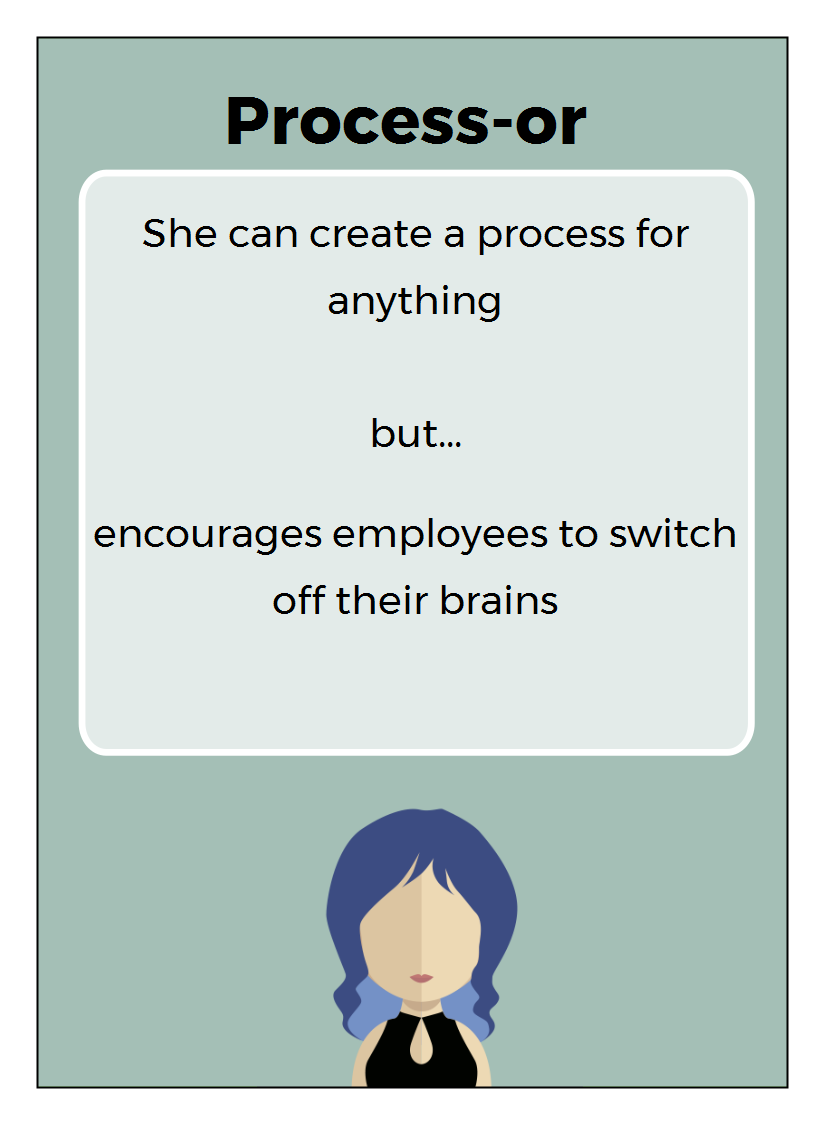 Process-or
She can create a process for
anything
but...
encourages employees to switch
off their brains